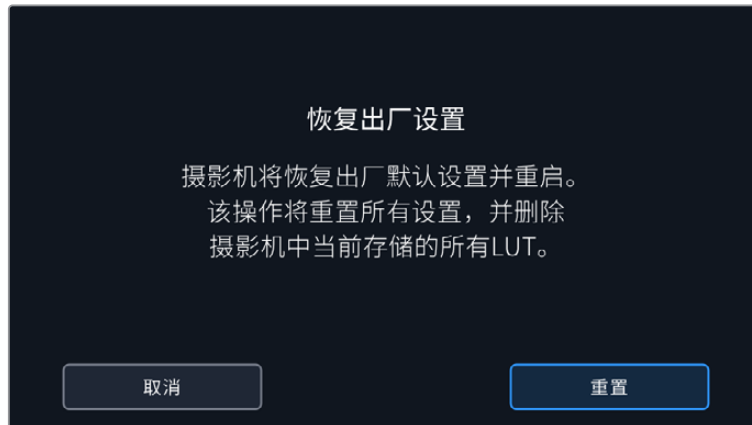 恢复出厂设置
摄影机将恢复出厂默认设置并重启。
该操作将重置所有设置，并删除
摄影机中当前存储的所有LUT。
取消
重置